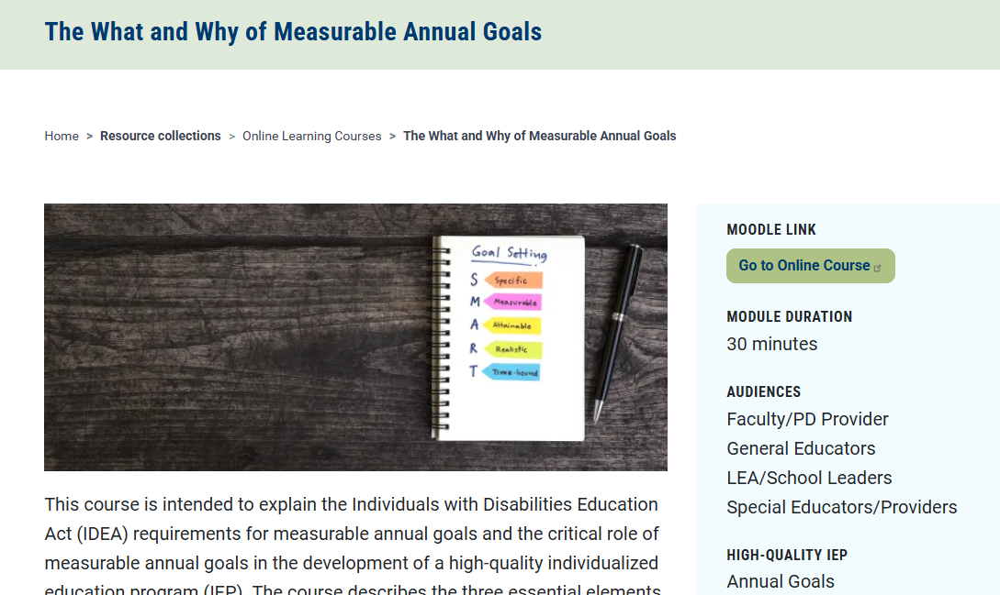 The What and Why of Measurable Annual Goals
Home > Resource collections > Online Learning Courses > The What and Why of Measurable Annual Goals
Goal Setting
S Specific
M Measurable
A Attainable
R Realistic
T Time-bound
This course is intended to explain the Individuals with Disabilities Education
Act (IDEA) requirements for measurable annual goals and the critical role of
measurable annual goals in the development of a high-quality individualized
education program (IEP). The course describes the three essential elements
MOODLE LINK
Go to Online Course
MODULE DURATION
30 minutes
AUDIENCES
Faculty/PD Provider
General Educators
LEA/School Leaders
Special Educators/Providers
HIGH-QUALITY IEP
Annual Goals